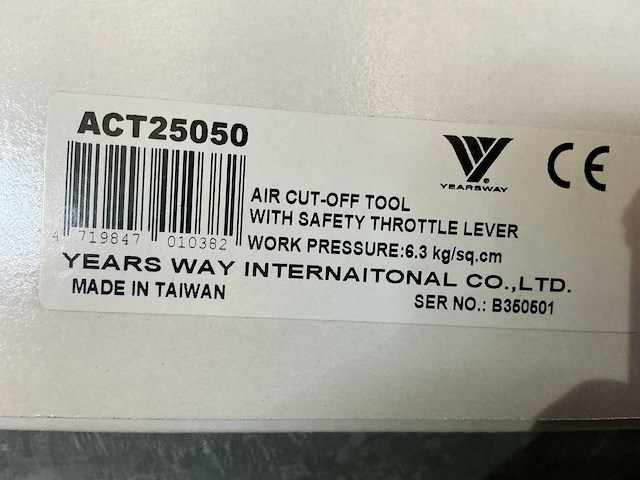 ACT25050
YEARSWAY
®
CE
AIR CUT-OFF TOOL
WITH SAFETY THROTTLE LEVER
4 719847 010382
WORK PRESSURE:6.3 kg/sq.cm
YEARS WAY INTERNAITONAL CO.,LTD.
MADE IN TAIWAN
SER NO.: B350501